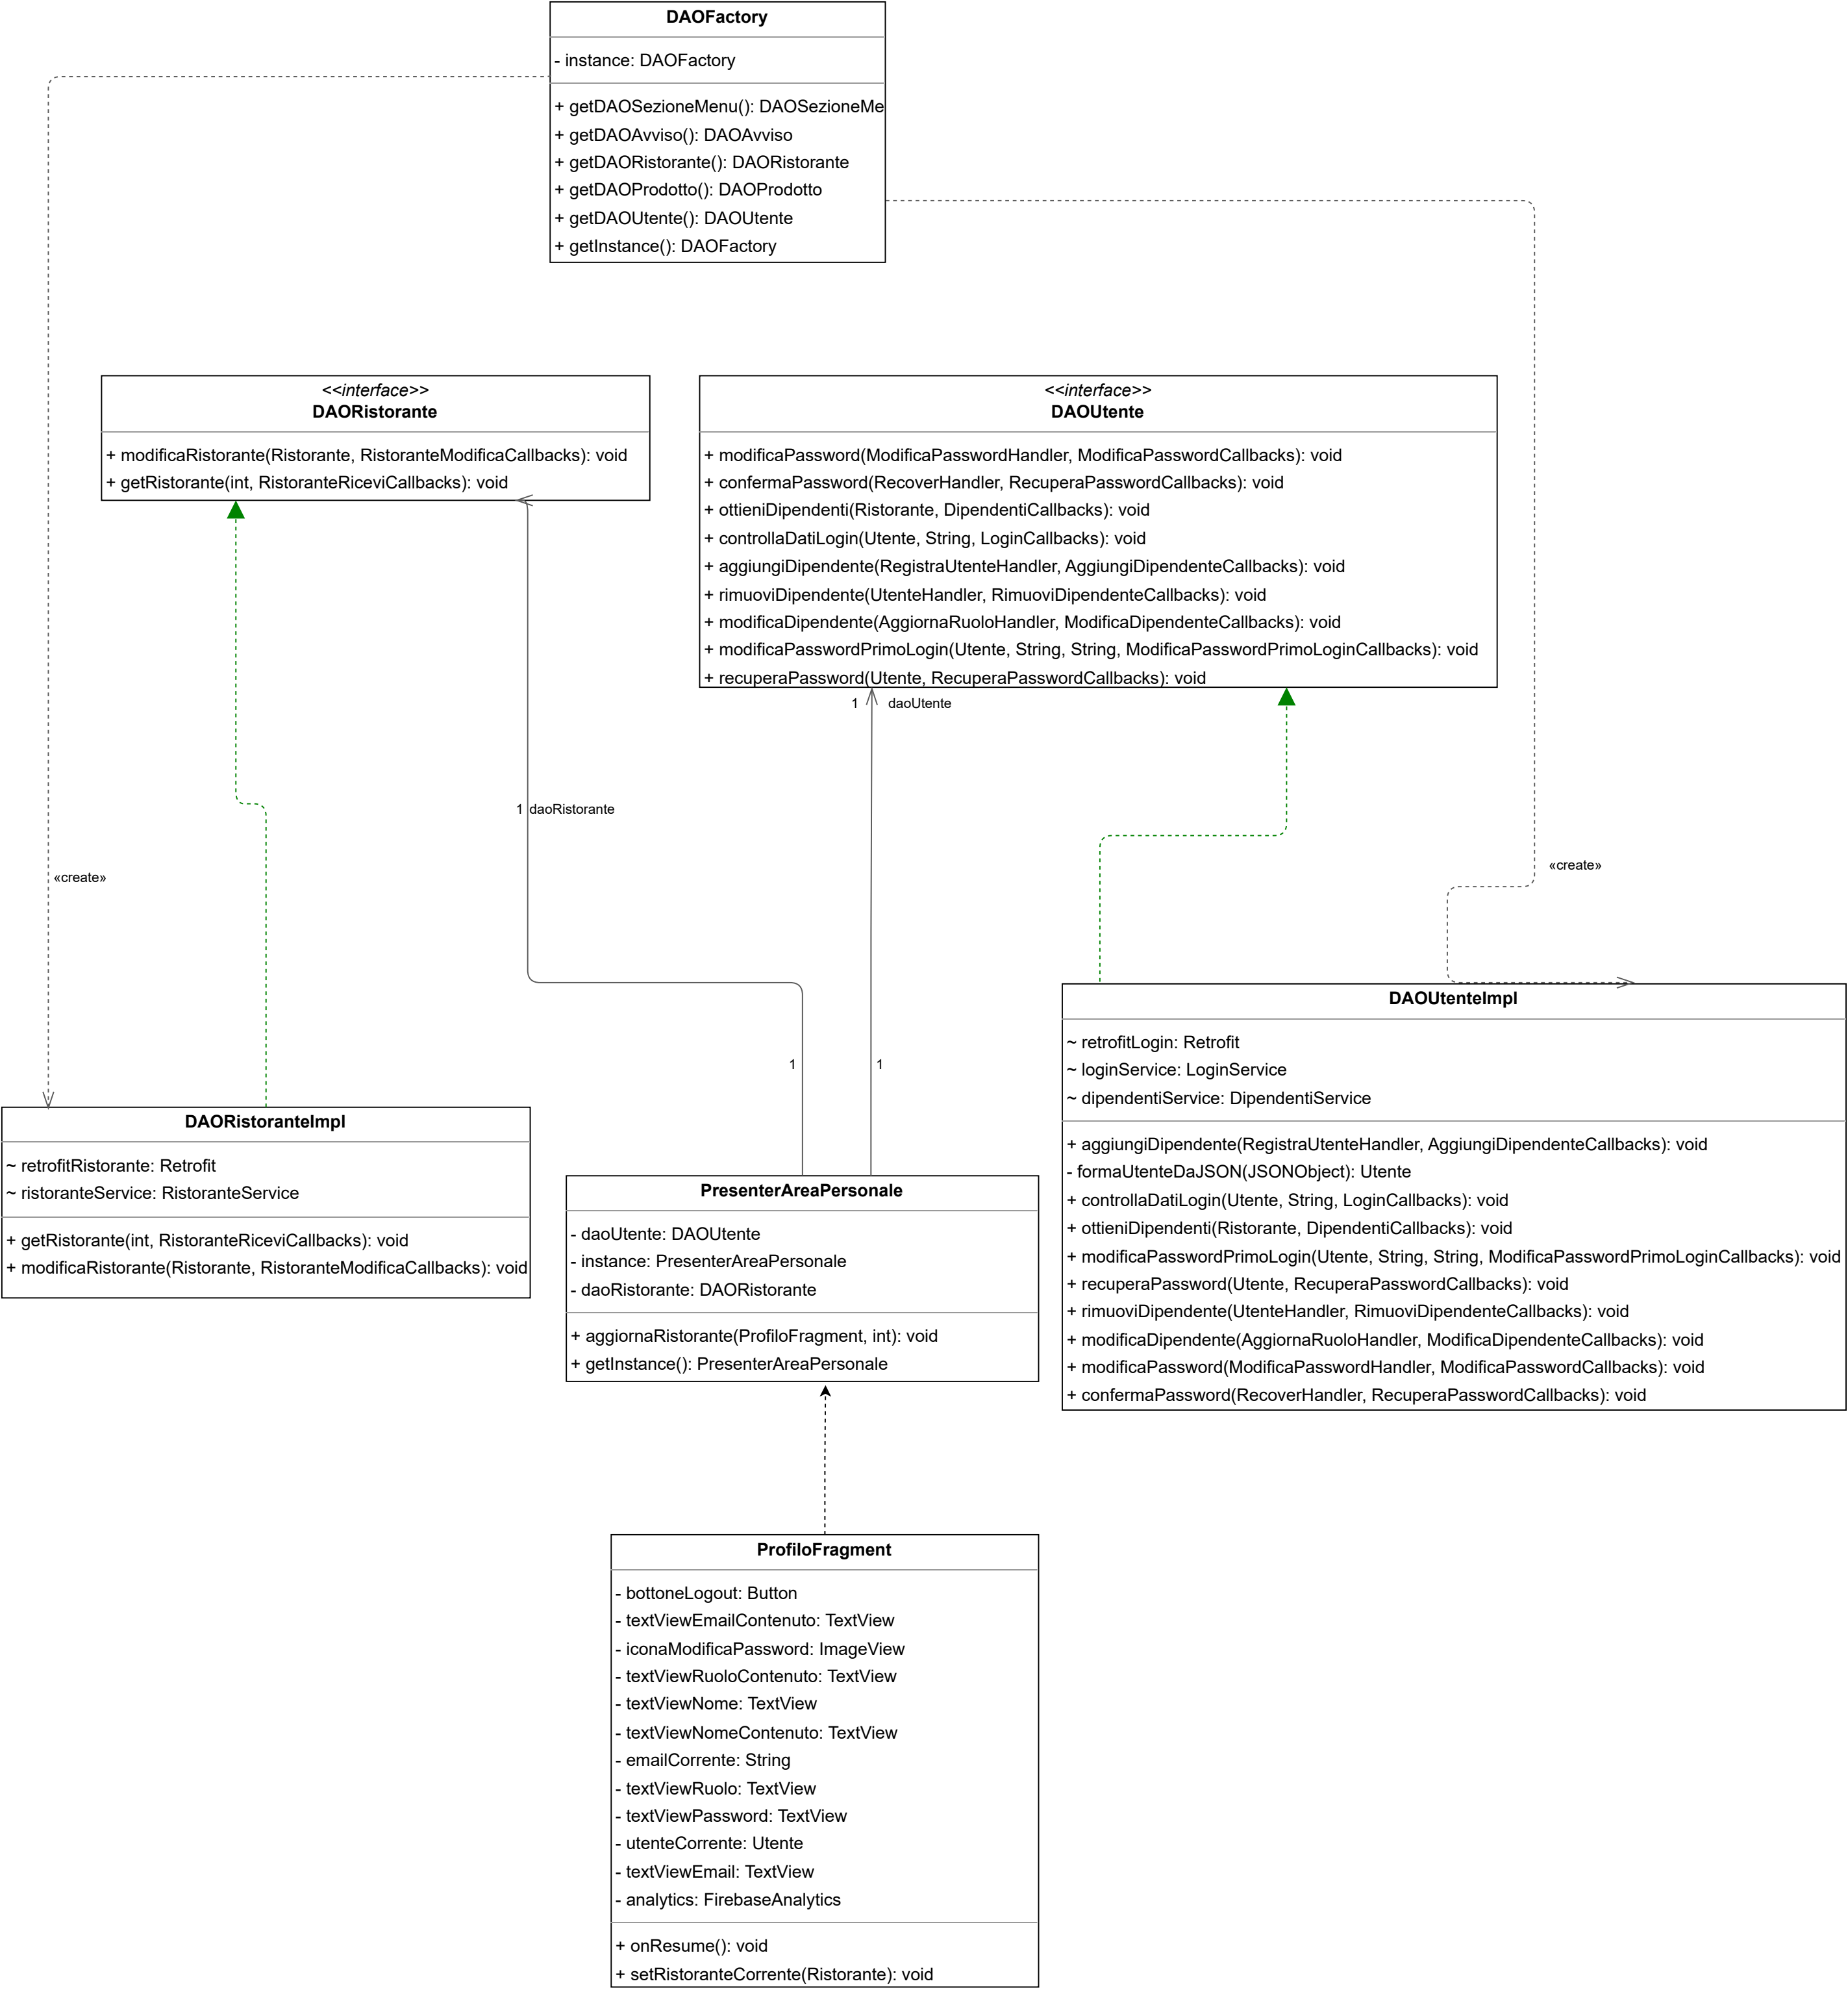 DAOFactory
- instance: DAOFactory
+ getDAOSezioneMenu(): DAOSezioneMe
+ getDAOAvviso(): DAOAvviso
+ getDAORistorante(): DAORistorante
+ getDAOProdotto(): DAOProdotto
+ getDAOUtente(): DAOUtente
+ getInstance(): DAOFactory
<<interface>>
DAORistorante
+ modificaRistorante(Ristorante, RistoranteModificaCallbacks): void
+ getRistorante(int, RistoranteRiceviCallbacks): void
<<interface>>
DAOUtente
+ modificaPassword(ModificaPasswordHandler, ModificaPasswordCallbacks): void
+ confermaPassword(RecoverHandler, RecuperaPasswordCallbacks): void
+ ottieniDipendenti(Ristorante, DipendentiCallbacks): void
+ controllaDatiLogin(Utente, String, LoginCallbacks): void
+ aggiungiDipendente(RegistraUtenteHandler, AggiungiDipendenteCallbacks): void
+ rimuoviDipendente(UtenteHandler, RimuoviDipendenteCallbacks): void
+ modificaDipendente(AggiornaRuoloHandler, ModificaDipendenteCallbacks): void
+ modificaPasswordPrimoLogin(Utente, String, String, ModificaPasswordPrimoLoginCallbacks): void
+ recuperaPassword(Utente, RecuperaPasswordCallbacks): void
1 daoUtente
1 daoRistorante
«create»
«create»
1
1
DAORistoranteImpl
~ retrofitRistorante: Retrofit
~ ristoranteService: RistoranteService
+ getRistorante(int, RistoranteRiceviCallbacks): void
+ modificaRistorante(Ristorante, RistoranteModificaCallbacks): void
PresenterAreaPersonale
- daoUtente: DAOUtente
- instance: PresenterAreaPersonale
- daoRistorante: DAORistorante
+ aggiornaRistorante(ProfiloFragment, int): void
+ getInstance(): PresenterAreaPersonale
DAOUtenteImpl
~ retrofitLogin: Retrofit
~ loginService: LoginService
~ dipendentiService: DipendentiService
+ aggiungiDipendente(RegistraUtenteHandler, AggiungiDipendenteCallbacks): void
- formaUtenteDaJSON(JSONObject): Utente
+ controllaDatiLogin(Utente, String, LoginCallbacks): void
+ ottieniDipendenti(Ristorante, DipendentiCallbacks): void
+ modificaPasswordPrimoLogin(Utente, String, String, ModificaPasswordPrimoLoginCallbacks): void
+ recuperaPassword(Utente, RecuperaPasswordCallbacks): void
+ rimuoviDipendente(UtenteHandler, RimuoviDipendenteCallbacks): void
+ modificaDipendente(AggiornaRuoloHandler, ModificaDipendenteCallbacks): void
+ modificaPassword(ModificaPasswordHandler, ModificaPasswordCallbacks): void
+ confermaPassword(RecoverHandler, RecuperaPasswordCallbacks): void
ProfiloFragment
- bottoneLogout: Button
- textViewEmailContenuto: TextView
- iconaModificaPassword: ImageView
- textViewRuoloContenuto: TextView
- textViewNome: TextView
- textViewNomeContenuto: TextView
- emailCorrente: String
- textViewRuolo: TextView
- textViewPassword: TextView
- utenteCorrente: Utente
- textViewEmail: TextView
- analytics: FirebaseAnalytics
+ onResume(): void
+ setRistoranteCorrente(Ristorante): void